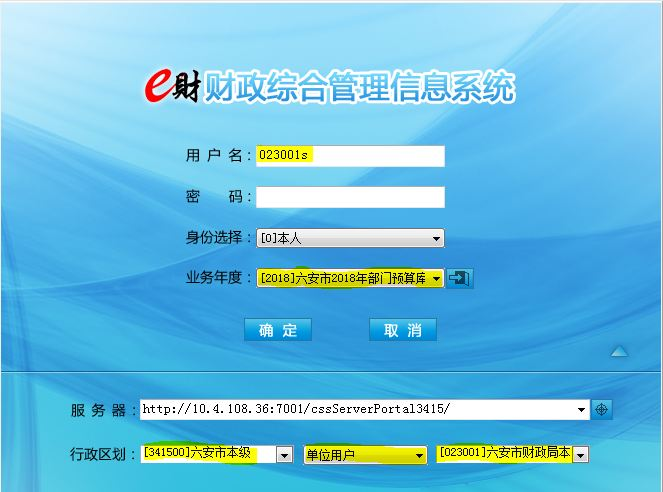 e財 财政综合管理信息系统
用户名：023001s
密码：
身份选择：[0]本人
业务年度：[2018]六安市2018年部门预算库
确定 取消
服务器：http://10.4.108.36:7001/cssServerPortal3415/
行政区划：[341500]六安市本级 单位用户 [023001]六安市财政局本